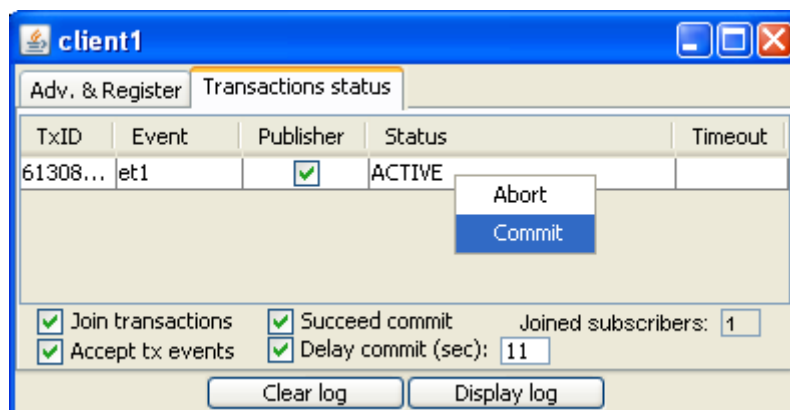 client1
Adv. & Register Transactions status
TxID Event Publisher Status Timeout
61308... et1 ACTIVE
Abort
Commit
Join transactions Succeed commit Joined subscribers: 1
Accept tx events Delay commit (sec): 11
Clear log Display log